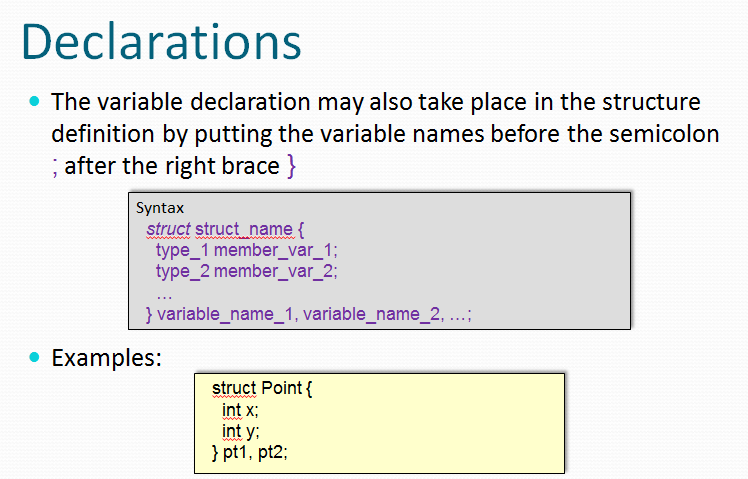 Declarations
The variable declaration may also take place in the structure
definition by putting the variable names before the semicolon
; after the right brace }
Syntax
struct struct_name {
type_1 member_var_1;
type_2 member_var_2;
…
} variable_name_1, variable_name_2, …;
Examples:
struct Point {
int x;
int y;
} pt1, pt2;